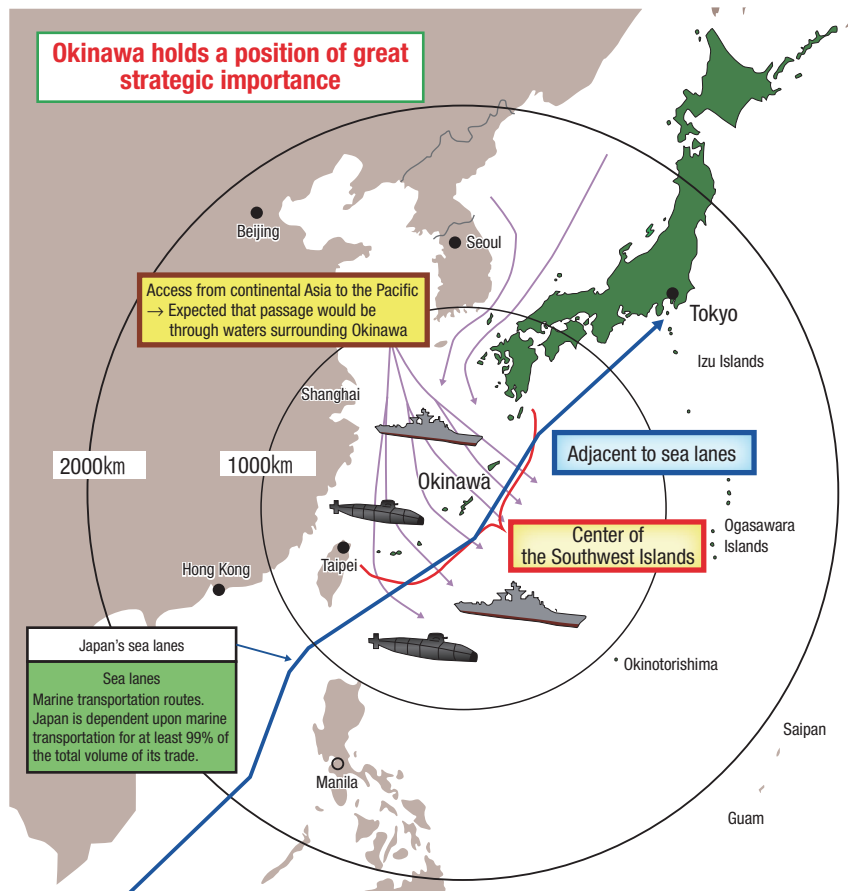 Okinawa holds a position of great
strategic importance
Beijing
Seoul
Access from continental Asia to the Pacific
→ Expected that passage would be
through waters surrounding Okinawa
Tokyo
Izu Islands
Shanghai
2000km
1000km
Okinawa
Adjacent to sea lanes
Center of
the Southwest Islands
Ogasawara
Islands
Taipei
Hong Kong
Japan's sea lanes
Sea lanes
Marine transportation routes.
Japan is dependent upon marine
transportation for at least 99% of
the total volume of its trade.
Okinotorishima
Saipan
Manila
Guam